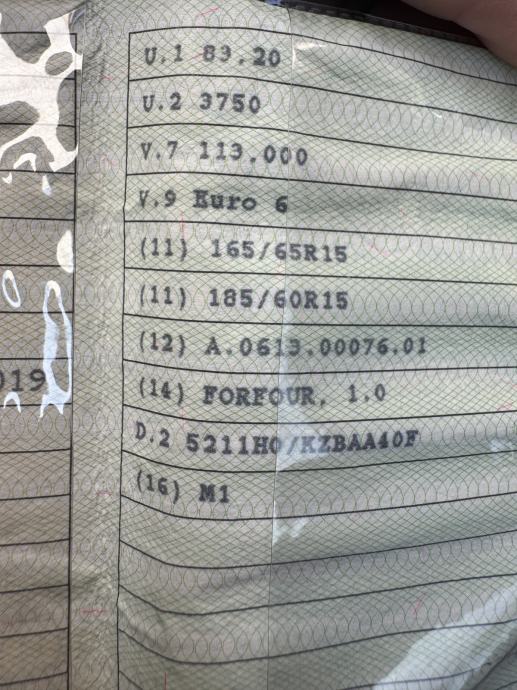 U.1 83.20
U.2 3750
V.7 113.000
V.9 Euro 6
(11) 165/65R15
(11) 185/60R15
(12) A.0613.00076.01
019
(14) FORFOUR, 1.0
D.2 5211H0/KZBAA40F
(16) M1